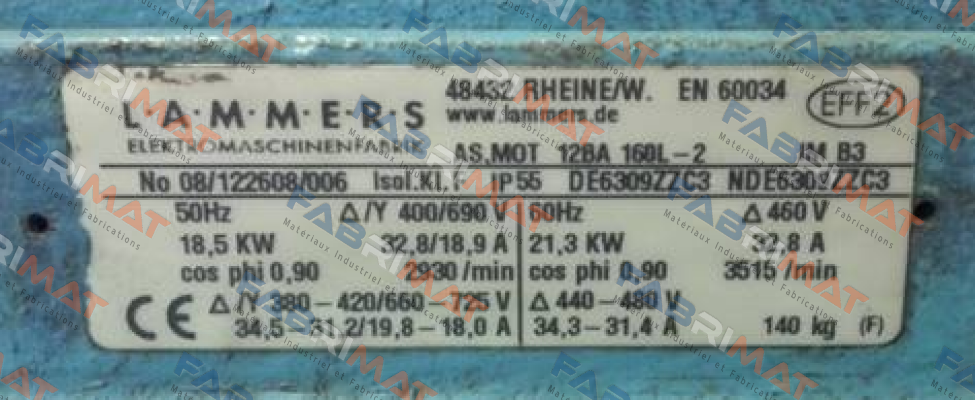 48432 RHEINE/W. EN 60034
L·A·M·M·E·R·S
www.lammers.de
EFF2
ELEKTROMASCHINENFABRIK
AS.MOT 12BA 160L-2 IM B3
No 08/122608/006 Isol.Kl. F IP55 DE6309ZZC3 NDE6309ZZC3
50Hz Δ/Y 400/690 V 60Hz Δ 460 V
18,5 KW 32,8/18,9 A 21,3 KW 32,8 A
cos phi 0,90 2930/min cos phi 0,90 3515/min
CE Δ/Y 380-420/660-725 V Δ 440-480 V
34,5-31,2/19,8-18,0 A 34,3-31,4 A 140 kg (F)
FABRIMAT
Materiaux Industriel et Fabrications